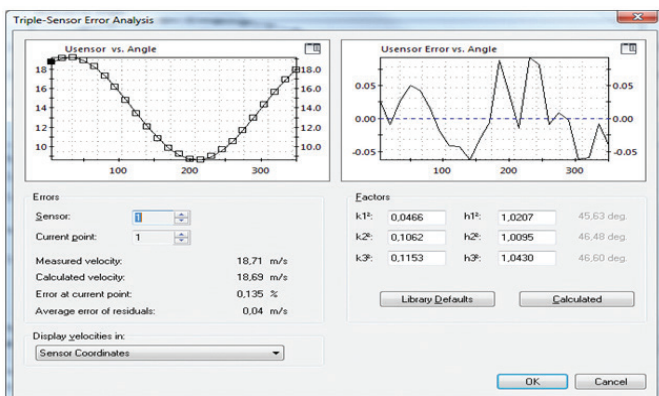 Triple-Sensor Error Analysis
Usensor vs. Angle
18
16
14
12
10
18.0
16.0
14.0
12.0
10.0
100
200
300
Usensor Error vs. Angle
0.05
0.00
-0.05
0.05
0.00
-0.05
100
200
300
Errors
Sensor: 1
Current point: 1
Measured velocity: 18,71 m/s
Calculated velocity: 18,69 m/s
Error at current point: 0,135 %
Average error of residuals: 0,04 m/s
Display velocities in:
Sensor Coordinates
Factors
k1²: 0,0466 h1²: 1,0207 45,63 deg.
k2²: 0,1062 h2²: 1,0095 46,48 deg.
k3²: 0,1153 h3²: 1,0430 46,60 deg.
Library Defaults
Calculated
OK
Cancel